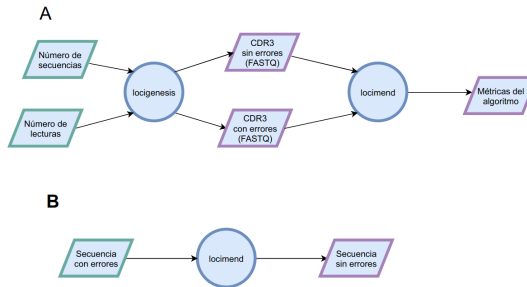 A
Número de
secuencias
Número de
lecturas
locigenesis
CDR3
sin errores
(FASTQ)
CDR3
con errores
(FASTQ)
locimend
Métricas del
algoritmo
B
Secuencia
con errores
locimend
Secuencia
sin errores